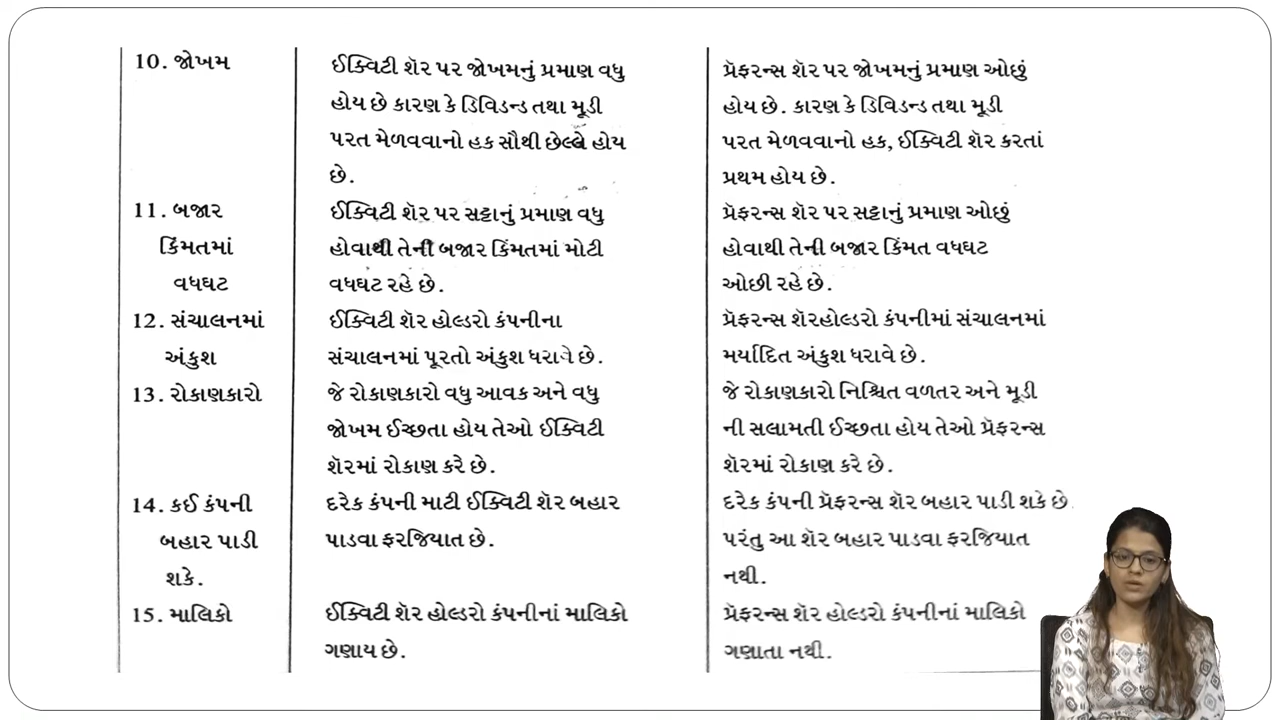 10. જોખમ
ઈક્વિટી શૅર પર જોખમનું પ્રમાણ વધુ
હોય છે કારણ કે ડિવિડન્ડ તથા મૂડી
પરત મેળવવાનો હક સૌથી છેલ્લે હોય
છે.
પ્રૅફરન્સ શૅર પર જોખમનું પ્રમાણ ઓછું
હોય છે. કારણ કે ડિવિડન્ડ તથા મૂડી
પરત મેળવવાનો હક, ઈક્વિટી શૅર કરતાં
પ્રથમ હોય છે.
11. બજાર
કિંમતમાં
વધઘટ
ઈક્વિટી શૅર પર સટ્ટાનું પ્રમાણ વધુ
હોવાથી તેની બજાર કિંમતમાં મોટી
વધઘટ રહે છે.
પ્રૅફરન્સ શૅર પર સટ્ટાનું પ્રમાણ ઓછું
હોવાથી તેની બજાર કિંમત વધઘટ
ઓછી રહે છે.
12. સંચાલનમાં
અંકુશ
ઈક્વિટી શૅર હોલ્ડરો કંપનીના
સંચાલનમાં પૂરતો અંકુશ ધરાવે છે.
પ્રૅફરન્સ શૅરહોલ્ડરો કંપનીમાં સંચાલનમાં
મર્યાદિત અંકુશ ધરાવે છે.
13. રોકાણકારો
જે રોકાણકારો વધુ આવક અને વધુ
જોખમ ઈચ્છતા હોય તેઓ ઈક્વિટી
શૅરમાં રોકાણ કરે છે.
જે રોકાણકારો નિશ્ચિત વળતર અને મૂડી
ની સલામતી ઈચ્છતા હોય તેઓ પ્રૅફરન્સ
શૅરમાં રોકાણ કરે છે.
14. કઈ કંપની
બહાર પાડી
શકે.
દરેક કંપની માટી ઈક્વિટી શૅર બહાર
પાડવા ફરજિયાત છે.
દરેક કંપની પ્રૅફરન્સ શૅર બહાર પાડી શકે છે
પરંતુ આ શૅર બહાર પાડવા ફરજિયાત
નથી.
15. માલિકો
ઈક્વિટી શૅર હોલ્ડરો કંપનીનાં માલિકો
ગણાય છે.
પ્રૅફરન્સ શૅર હોલ્ડરો કંપનીનાં માલિકો
ગણાતા નથી.